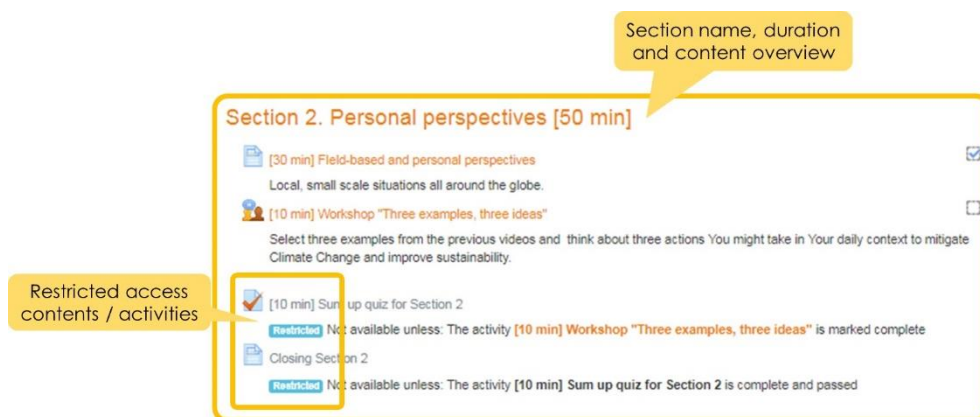 Section name, duration
and content overview
Section 2. Personal perspectives [50 min]
[30 min] Field-based and personal perspectives
Local, small scale situations all around the globe.
[10 min] Workshop "Three examples, three ideas"
Select three examples from the previous videos and think about three actions You might take in Your daily context to mitigate
Climate Change and improve sustainability.
Restricted access
contents / activities
[10 min] Sum up quiz for Section 2
Restricted Not available unless: The activity [10 min] Workshop "Three examples, three ideas" is marked complete
Closing Section 2
Restricted Not available unless: The activity [10 min] Sum up quiz for Section 2 is complete and passed